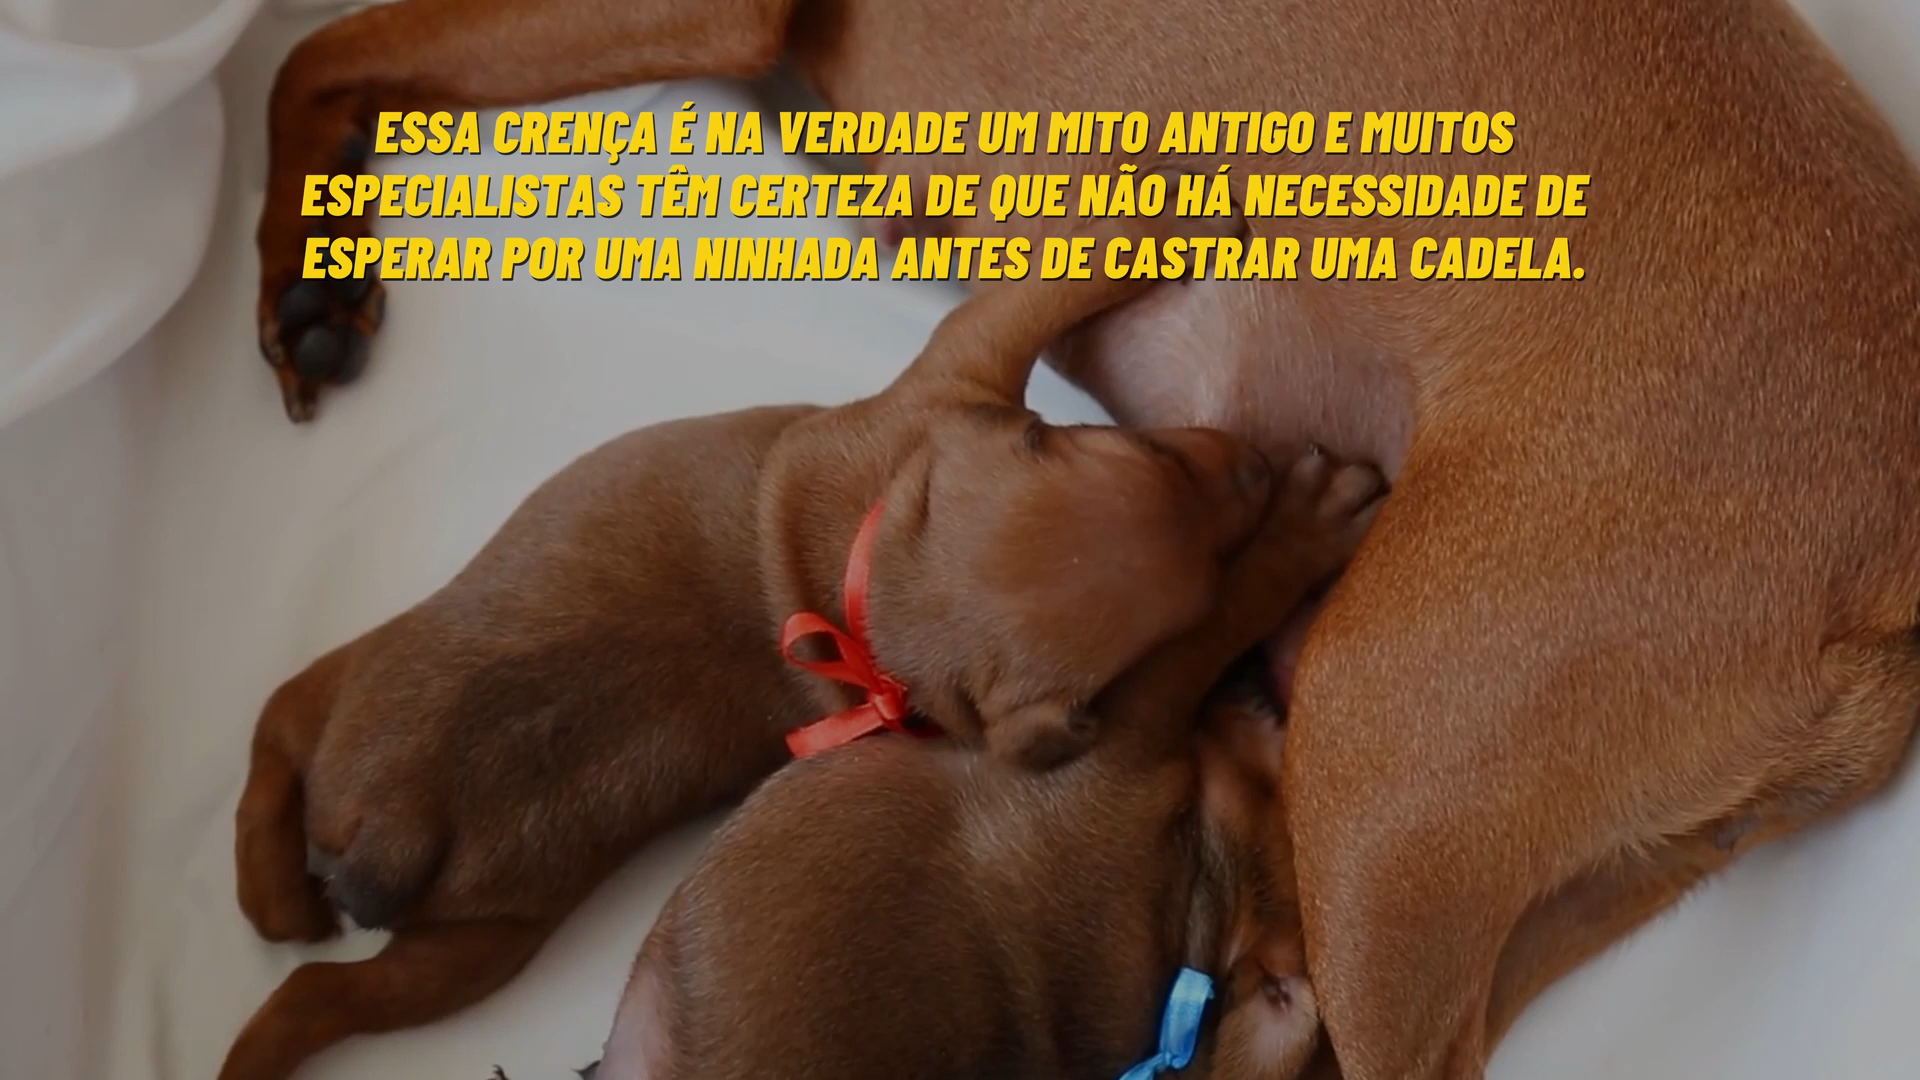 ESSA CRENÇA É NA VERDADE UM MITO ANTIGO E MUITOS
ESPECIALISTAS TÊM CERTEZA DE QUE NÃO HÁ NECESSIDADE DE
ESPERAR POR UMA NINHADA ANTES DE CASTRAR UMA CADELA.